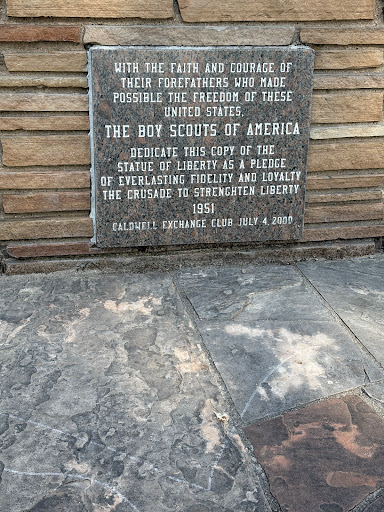 WITH THE FAITH AND COURAGE OF
THEIR FOREFATHERS WHO MADE
POSSIBLE THE FREEDOM OF THESE
UNITED STATES,
THE BOY SCOUTS OF AMERICA
DEDICATE THIS COPY OF THE
STATUE OF LIBERTY AS A PLEDGE
OF EVERLASTING FIDELITY AND LOYALTY
THE CRUSADE TO STRENGHTEN LIBERTY
1951
CALDWELL EXCHANGE CLUB JULY 4, 2000